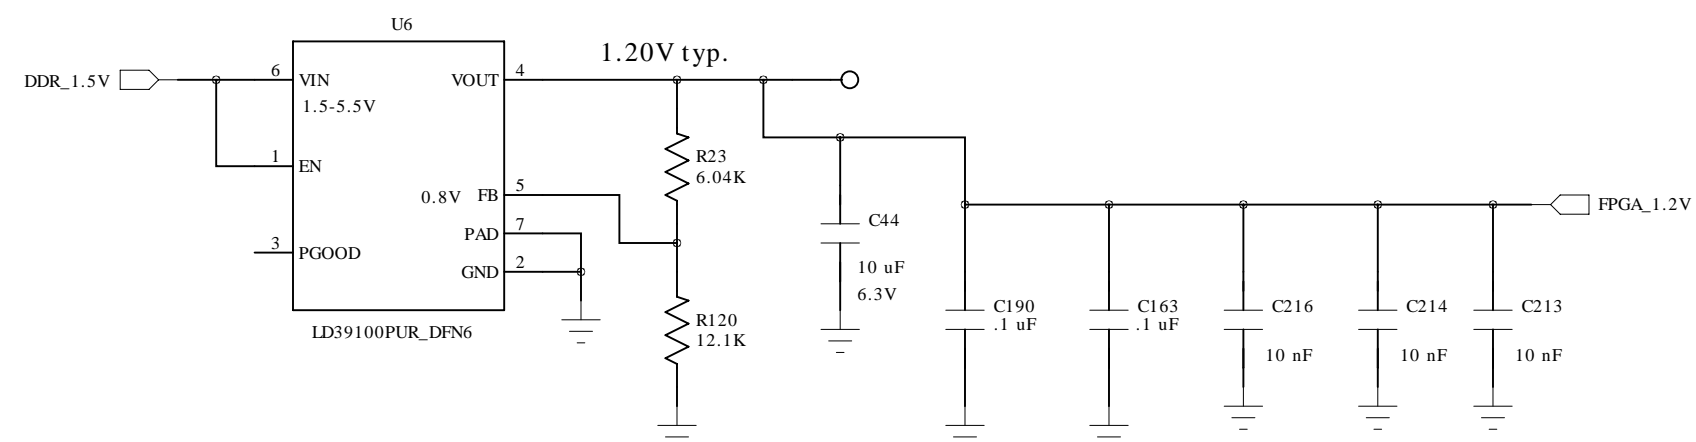 U6
1.20V typ.
DDR_1.5V
6
VIN
VOUT
4
1.5-5.5V
1
EN
R23
6.04K
0.8V
FB
5
C44
FPGA_1.2V
PAD
7
3
PGOOD
GND
2
10 uF
6.3V
C190
.1 uF
C163
.1 uF
C216
C214
C213
LD39100PUR_DFN6
R120
12.1K
10 nF
10 nF
10 nF